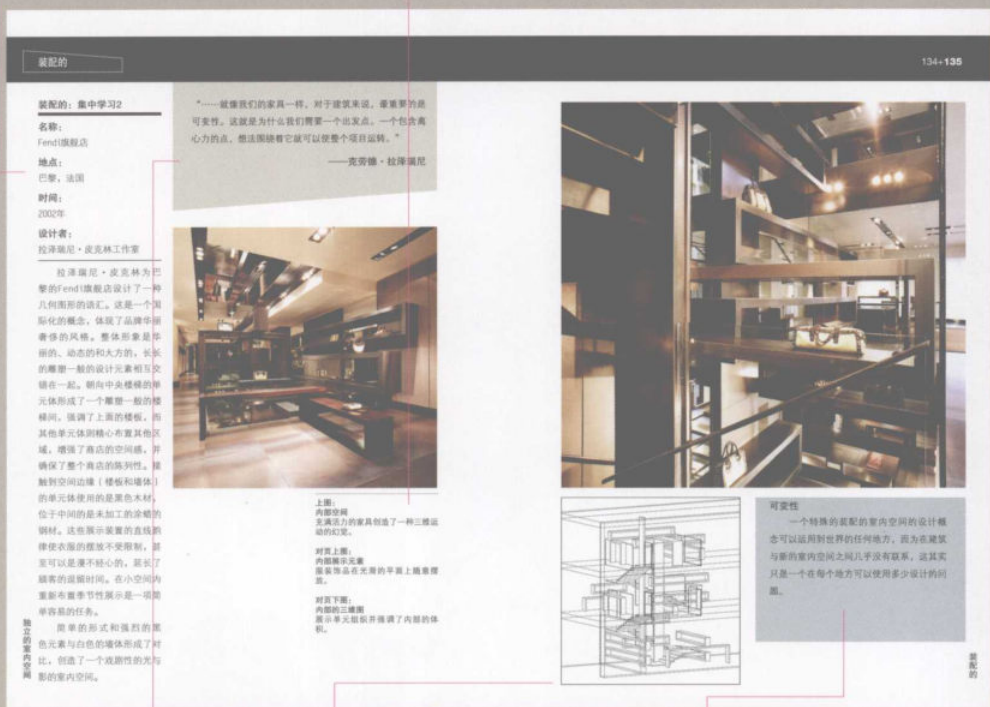 装配的
134+135
装配的：集中学习2
名称：
Fendi旗舰店
地点：
巴黎，法国
时间：
2002年
设计者：
拉泽瑞尼·皮克林工作室
拉泽瑞尼·皮克林为巴
黎的Fendi旗舰店设计了一种
几何图形的语汇。这是一个国
际化的概念，体现了品牌华丽
奢侈的风格。整体形象是华
丽的、动态的和大方的，长长
的雕塑一般的设计元素相互交
错在一起。朝向中央楼梯的单
元体形成了一个雕塑一般的楼
梯间，强调了上面的楼板，而
其他单元体则精心布置其他区
域，增强了商店的空间感，并
确保了整个商店的陈列性。接
触到空间边缘（楼板和墙体）
的单元体使用的是黑色木材，
位于中间的是未加工的涂蜡的
钢材。这些展示装置的直线韵
律使衣服的摆放不受限制，甚
至可以是漫不经心的，延长了
顾客的逗留时间。在小空间内
重新布置季节性展示是一项简
单容易的任务。
简单的形式和强烈的黑
色元素与白色的墙体形成了对
比，创造了一个戏剧性的光与
影的室内空间。
独立的室内空间
“……就像我们的家具一样，对于建筑来说，最重要的是
可变性。这就是为什么我们需要一个出发点，一个包含离
心力的点，想法围绕着它就可以使整个项目运转。”
——克劳德·拉泽瑞尼
上图：
内部空间
充满活力的家具创造了一种三维运
动的幻觉。
对页上图：
内部展示元素
服装饰品在光滑的平面上随意摆
放。
对页下图：
内部的三维图
展示单元组织并强调了内部的体
积。
可变性
一个特殊的装配的室内空间的设计概
念可以运用到世界的任何地方，因为在建筑
与新的室内空间之间几乎没有联系，这其实
只是一个在每个地方可以使用多少设计的问
题。
装配的